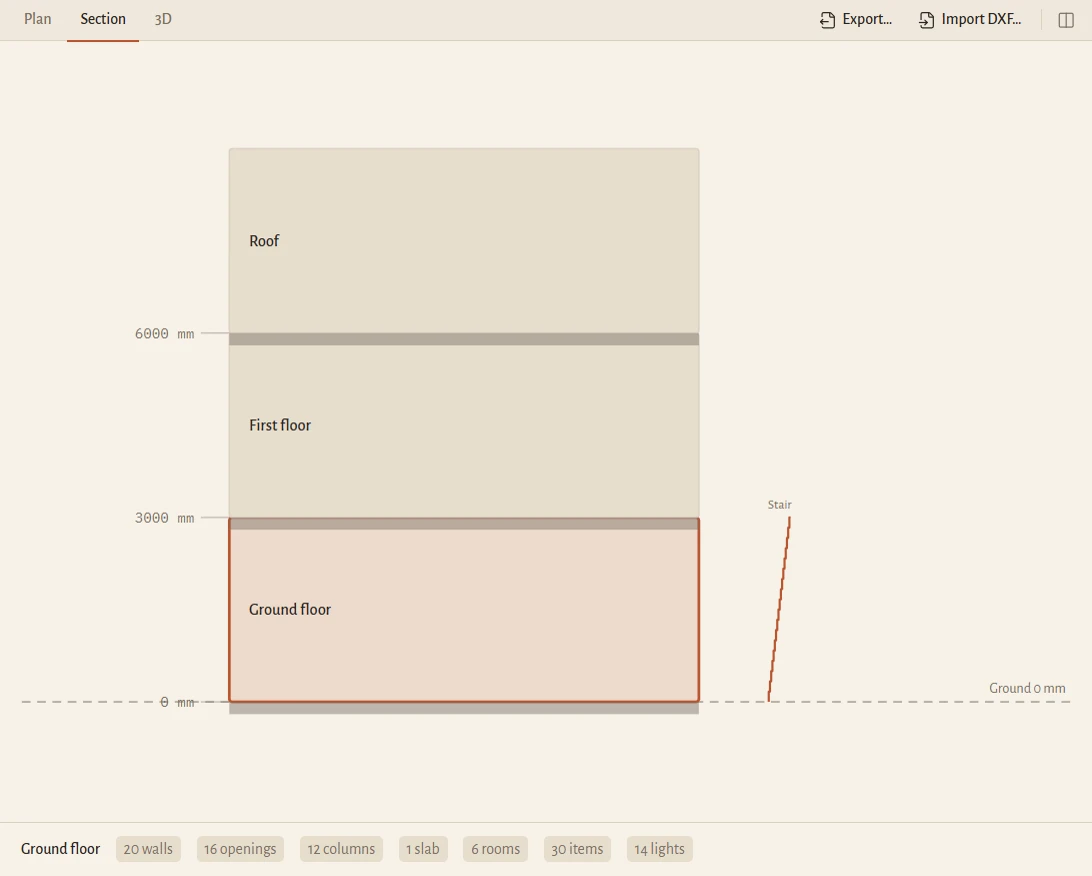 Plan Section 3D Export... Import DXF...
Roof
6000 mm
First floor
3000 mm
Stair
Ground floor
Ground 0 mm
0 mm
Ground floor 20 walls 16 openings 12 columns 1 slab 6 rooms 30 items 14 lights